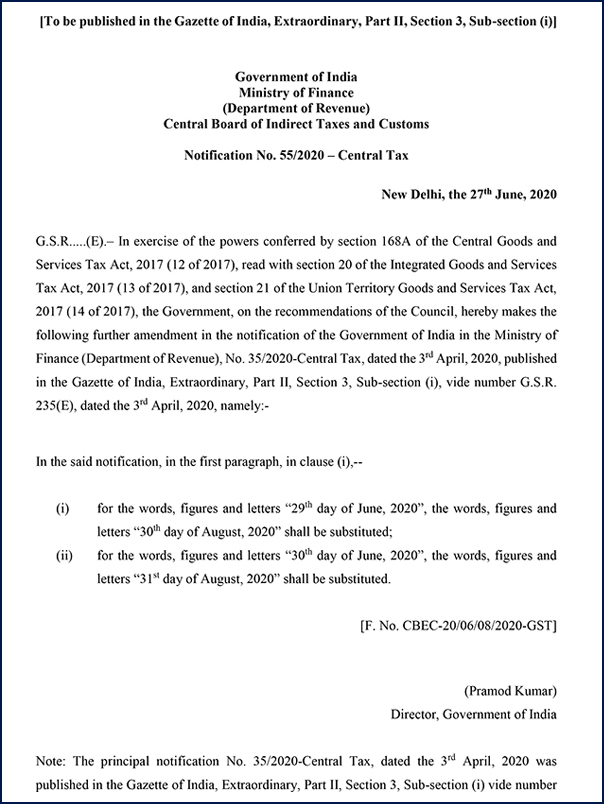 [To be published in the Gazette of India, Extraordinary, Part II, Section 3, Sub-section (i)]
Government of India
Ministry of Finance
(Department of Revenue)
Central Board of Indirect Taxes and Customs
Notification No. 55/2020 – Central Tax
New Delhi, the 27th June, 2020
G.S.R.....(E).– In exercise of the powers conferred by section 168A of the Central Goods and
Services Tax Act, 2017 (12 of 2017), read with section 20 of the Integrated Goods and Services
Tax Act, 2017 (13 of 2017), and section 21 of the Union Territory Goods and Services Tax Act,
2017 (14 of 2017), the Government, on the recommendations of the Council, hereby makes the
following further amendment in the notification of the Government of India in the Ministry of
Finance (Department of Revenue), No. 35/2020-Central Tax, dated the 3rd April, 2020, published
in the Gazette of India, Extraordinary, Part II, Section 3, Sub-section (i), vide number G.S.R.
235(E), dated the 3rd April, 2020, namely:-
In the said notification, in the first paragraph, in clause (i),--
(i) for the words, figures and letters “29th day of June, 2020”, the words, figures and
letters “30th day of August, 2020” shall be substituted;
(ii) for the words, figures and letters “30th day of June, 2020”, the words, figures and
letters “31st day of August, 2020” shall be substituted.
[F. No. CBEC-20/06/08/2020-GST]
(Pramod Kumar)
Director, Government of India
Note: The principal notification No. 35/2020-Central Tax, dated the 3rd April, 2020 was
published in the Gazette of India, Extraordinary, Part II, Section 3, Sub-section (i) vide number